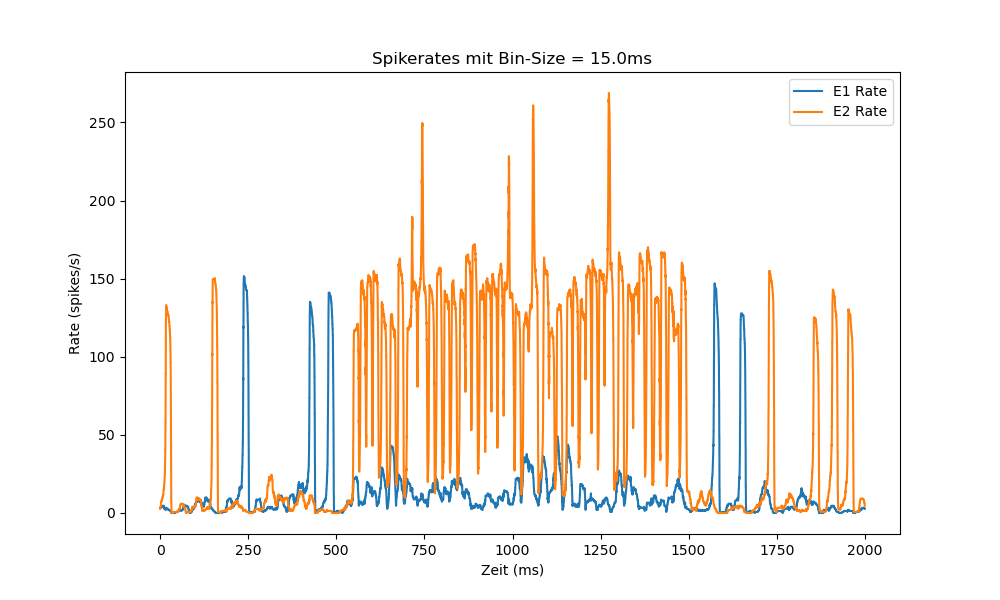 Spikerates mit Bin-Size = 15.0ms
E1 Rate
E2 Rate
250
200
150
100
50
0
Rate (spikes/s)
0 250 500 750 1000 1250 1500 1750 2000
Zeit (ms)